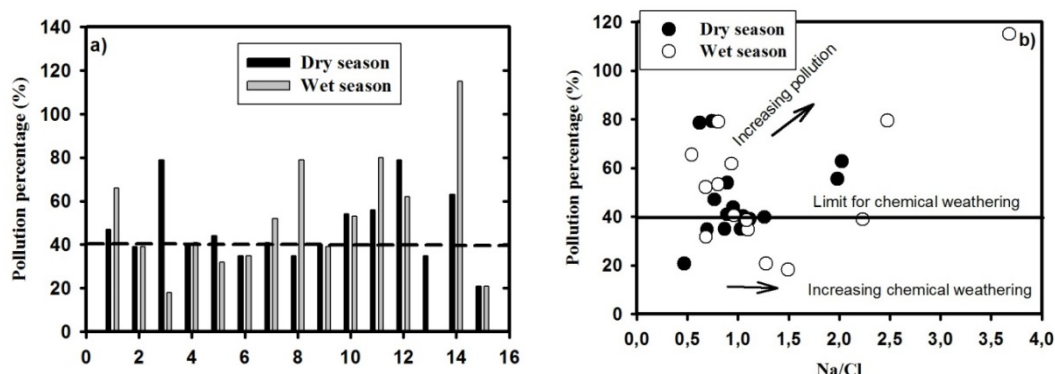 a)
Dry season
Wet season
Pollution percentage (%)
140
120
100
80
60
40
20
0
0 2 4 6 8 10 12 14 16
b)
Dry season
Wet season
Pollution percentage (%)
120
100
80
60
40
20
0
Increasing pollution
Limit for chemical weathering
Increasing chemical weathering
0,0 0,5 1,0 1,5 2,0 2,5 3,0 3,5 4,0
Na/Cl